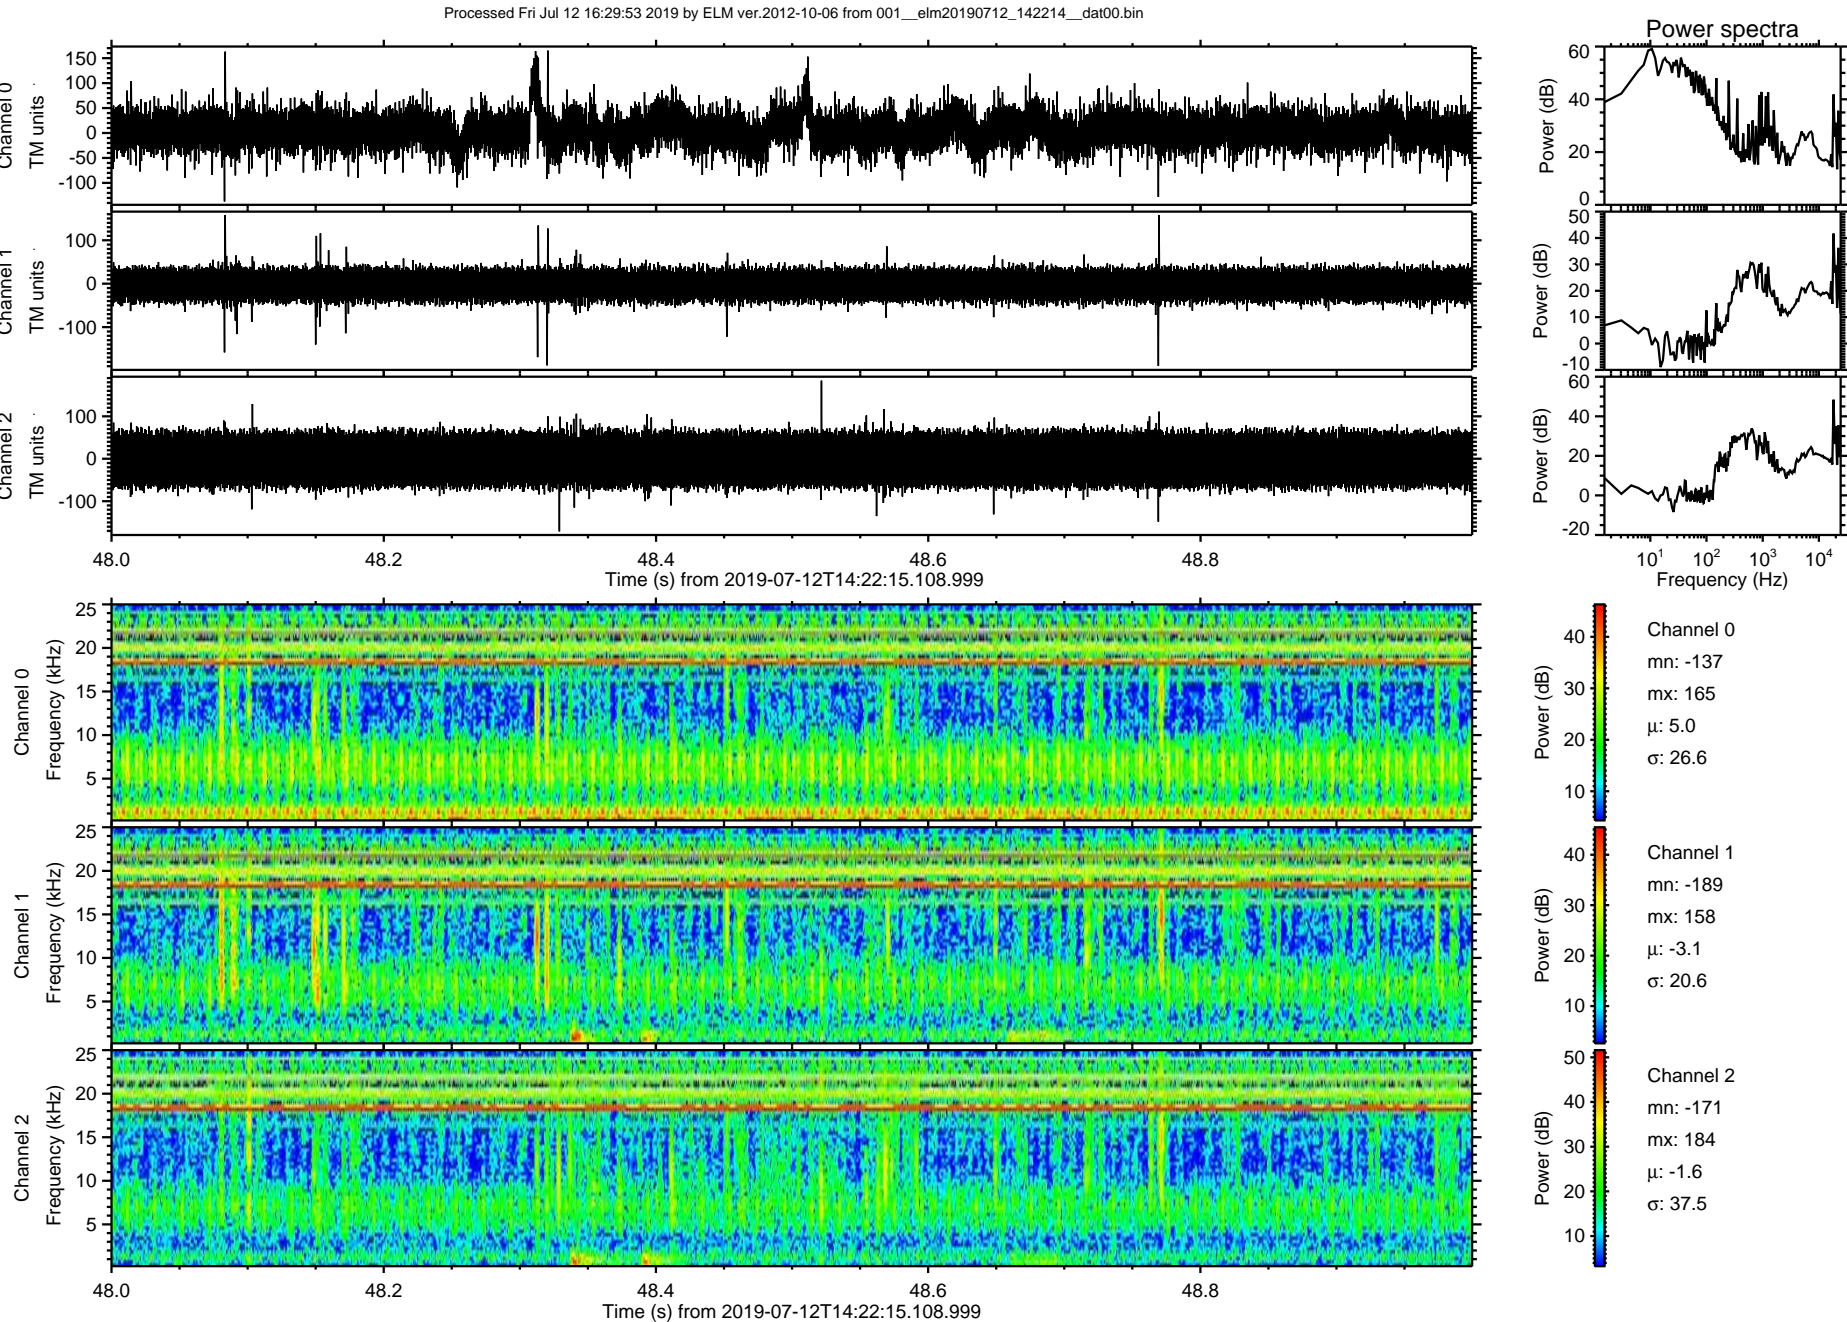 Processed Fri Jul 12 16:29:53 2019 by ELM ver.2012-10-06 from 001__elm20190712_142214__dat00.bin
Power spectra
Channel 0
TM units
150
100
50
0
-50
-100
Power (dB)
60
40
20
0
Channel 1
TM units
100
0
-100
Power (dB)
50
40
30
20
10
0
-10
Channel 2
TM units
100
0
-100
Power (dB)
60
40
20
0
-20
48.0 48.2 48.4 48.6 48.8
Time (s) from 2019-07-12T14:22:15.108.999
10¹ 10² 10³ 10⁴
Frequency (Hz)
Channel 0
Frequency (kHz)
25
20
15
10
5
Power (dB)
40
30
20
10
Channel 0
mn: -137
mx: 165
μ: 5.0
σ: 26.6
Channel 1
Frequency (kHz)
25
20
15
10
5
Power (dB)
40
30
20
10
Channel 1
mn: -189
mx: 158
μ: -3.1
σ: 20.6
Channel 2
Frequency (kHz)
25
20
15
10
5
Power (dB)
50
40
30
20
10
Channel 2
mn: -171
mx: 184
μ: -1.6
σ: 37.5
48.0 48.2 48.4 48.6 48.8
Time (s) from 2019-07-12T14:22:15.108.999